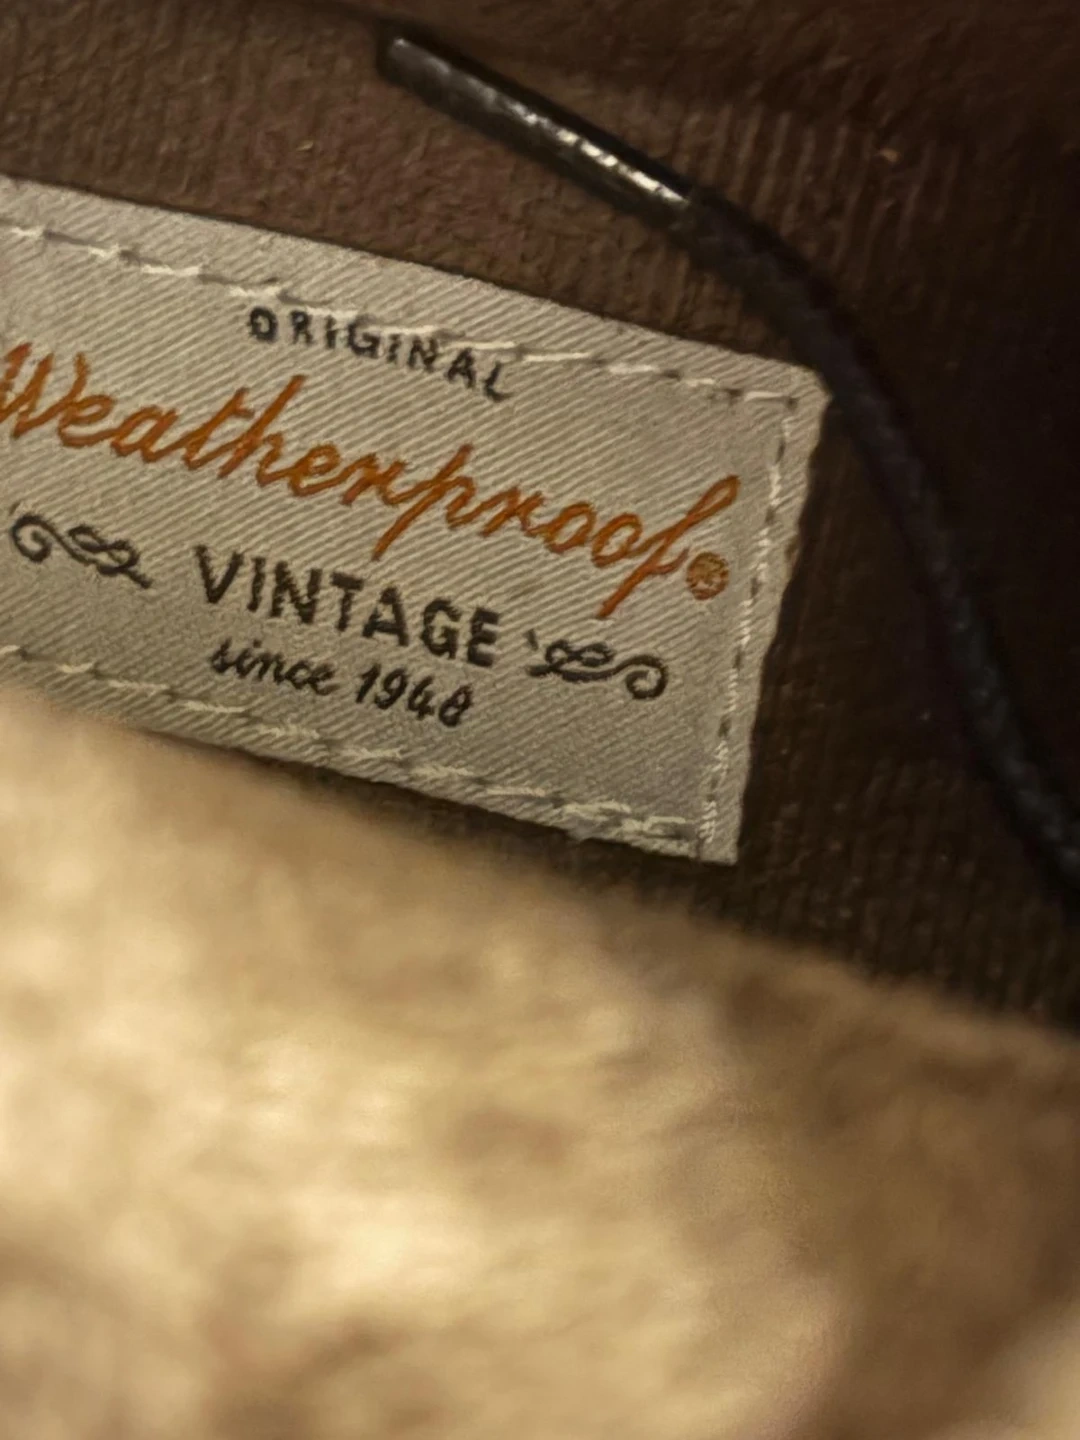 ORIGINAL
Weatherproof®
VINTAGE
since 1948